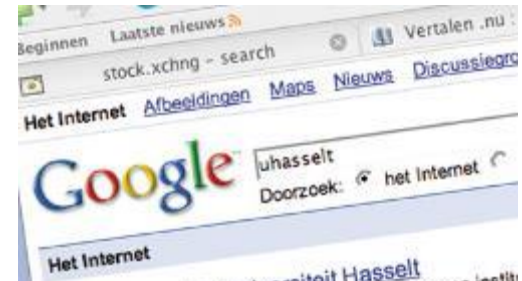 Beginnen Laatste nieuws
stock.xchng - search Vertalen .nu :
Het Internet Afbeeldingen Maps Nieuws
Google uhasselt
Doorzoek: het Internet
Het Internet
Hasselt